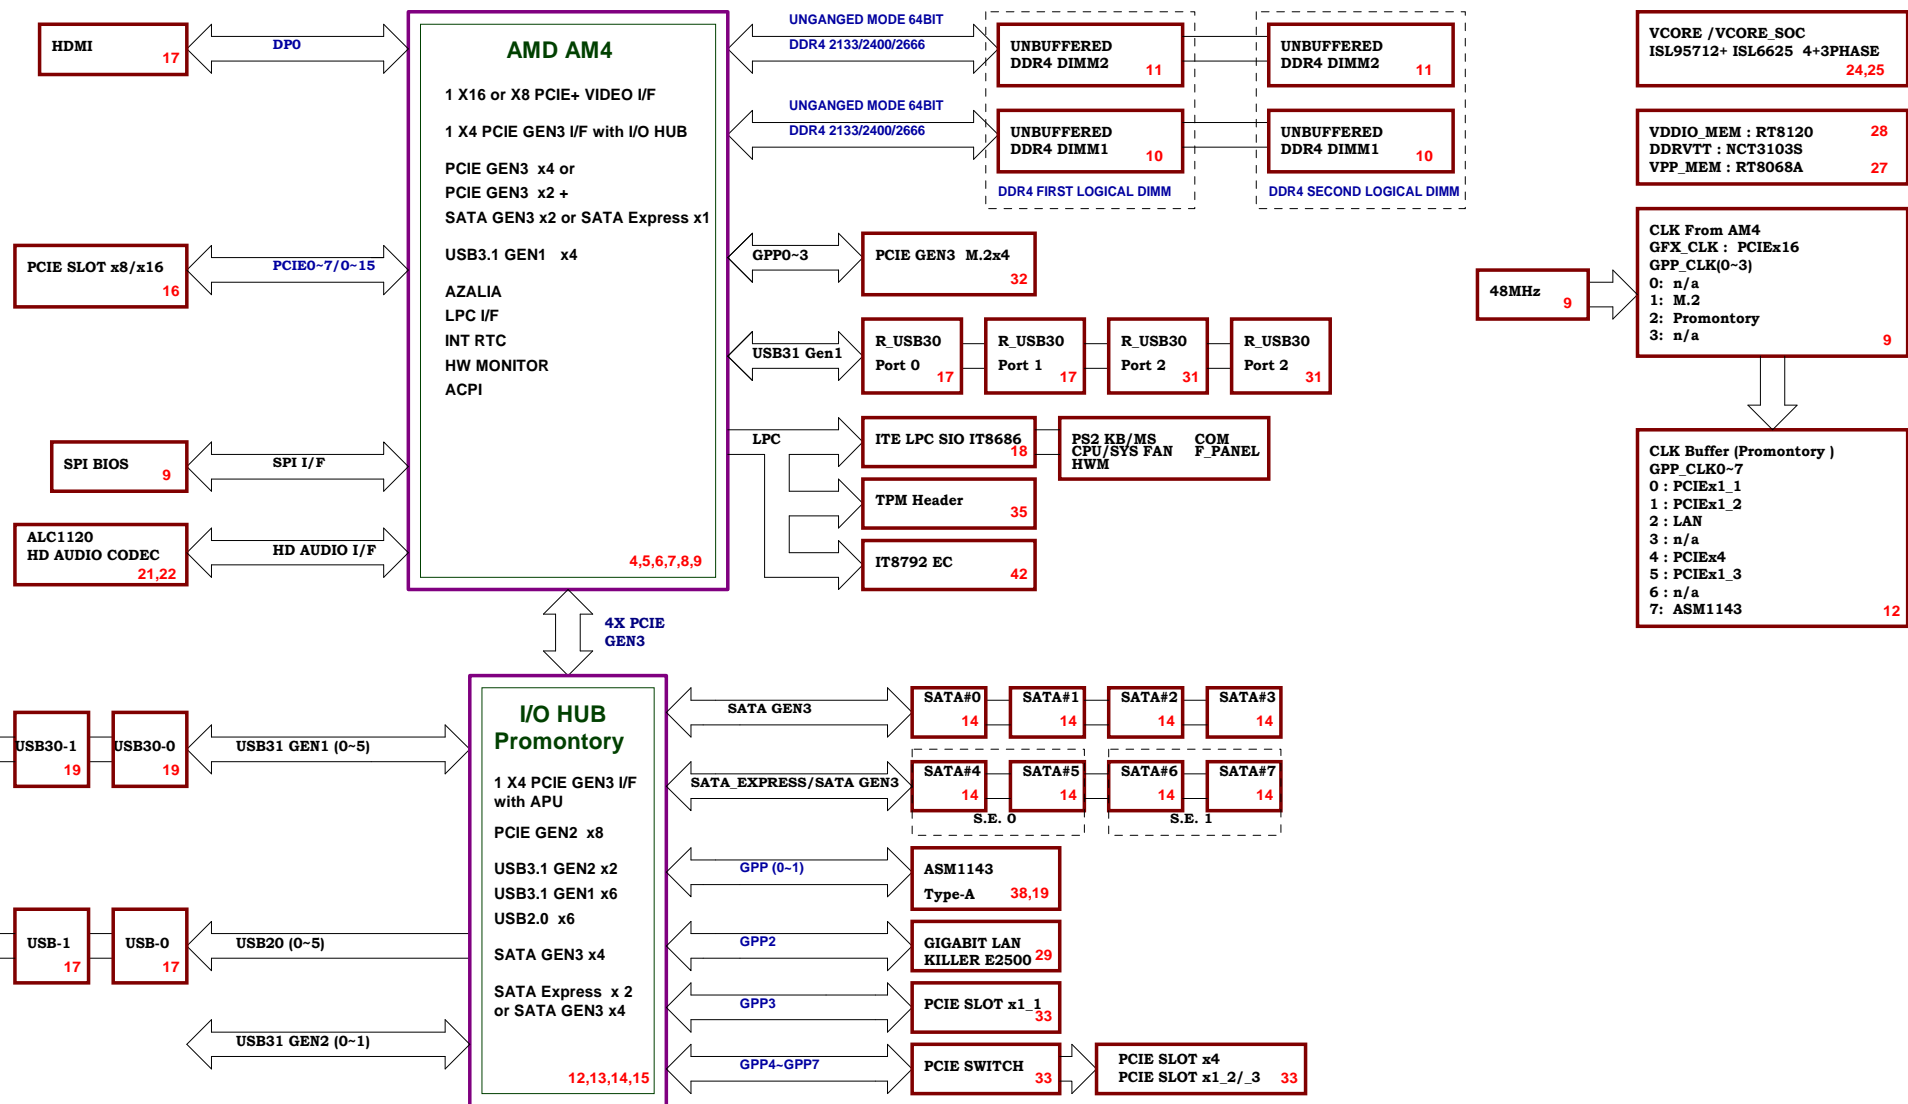 HDMI
17
DP0
AMD AM4
1 X16 or X8 PCIE+ VIDEO I/F
1 X4 PCIE GEN3 I/F with I/O HUB
PCIE GEN3 x4 or
PCIE GEN3 x2 +
SATA GEN3 x2 or SATA Express x1
USB3.1 GEN1 x4
AZALIA
LPC I/F
INT RTC
HW MONITOR
ACPI
4,5,6,7,8,9
UNGANGED MODE 64BIT
DDR4 2133/2400/2666
UNBUFFERED
DDR4 DIMM2
11
UNBUFFERED
DDR4 DIMM2
11
UNGANGED MODE 64BIT
DDR4 2133/2400/2666
UNBUFFERED
DDR4 DIMM1
10
UNBUFFERED
DDR4 DIMM1
10
DDR4 FIRST LOGICAL DIMM
DDR4 SECOND LOGICAL DIMM
VCORE /VCORE_SOC
ISL95712+ ISL6625 4+3PHASE
24,25
VDDIO_MEM : RT8120 28
DDRVTT : NCT3103S
VPP_MEM : RT8068A 27
PCIE SLOT x8/x16
16
PCIE0~7/0~15
GPP0~3
PCIE GEN3 M.2x4
32
48MHz
9
CLK From AM4
GFX_CLK : PCIEx16
GPP_CLK(0~3)
0: n/a
1: M.2
2: Promontory
3: n/a
9
USB31 Gen1
R_USB30
Port 0
17
R_USB30
Port 1
17
R_USB30
Port 2
31
R_USB30
Port 2
31
SPI BIOS
9
SPI I/F
LPC
ITE LPC SIO IT8686
18
PS2 KB/MS COM
CPU/SYS FAN F_PANEL
HWM
TPM Header
35
IT8792 EC
42
ALC1120
HD AUDIO CODEC
21,22
HD AUDIO I/F
CLK Buffer (Promontory )
GPP_CLK0~7
0 : PCIEx1_1
1 : PCIEx1_2
2 : LAN
3 : n/a
4 : PCIEx4
5 : PCIEx1_3
6 : n/a
7: ASM1143
12
4X PCIE
GEN3
I/O HUB
Promontory
1 X4 PCIE GEN3 I/F
with APU
PCIE GEN2 x8
USB3.1 GEN2 x2
USB3.1 GEN1 x6
USB2.0 x6
SATA GEN3 x4
SATA Express x 2
or SATA GEN3 x4
12,13,14,15
USB30-1
19
USB30-0
19
USB31 GEN1 (0~5)
USB-1
17
USB-0
17
USB20 (0~5)
USB31 GEN2 (0~1)
SATA GEN3
SATA#0
14
SATA#1
14
SATA#2
14
SATA#3
14
SATA_EXPRESS/SATA GEN3
SATA#4
14
SATA#5
14
SATA#6
14
SATA#7
14
S.E. 0
S.E. 1
GPP (0~1)
ASM1143
Type-A
38,19
GPP2
GIGABIT LAN
KILLER E2500
29
GPP3
PCIE SLOT x1_1
33
GPP4~GPP7
PCIE SWITCH
33
PCIE SLOT x4
PCIE SLOT x1_2/_3
33